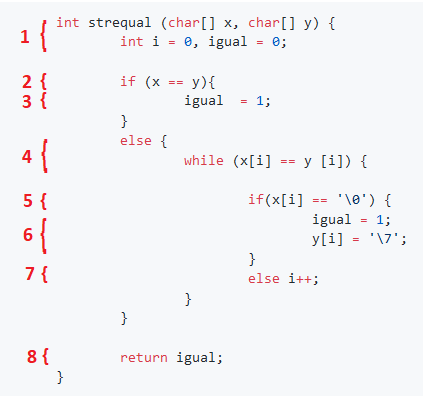 1 { int strequal (char[] x, char[] y) {
int i = 0, igual = 0;
2 { if (x == y){
3 { igual = 1;
}
else {
4 { while (x[i] == y [i]) {
5 { if(x[i] == '\0') {
6 { igual = 1;
y[i] = '\7';
}
7 { else i++;
}
}
8 { return igual;
}